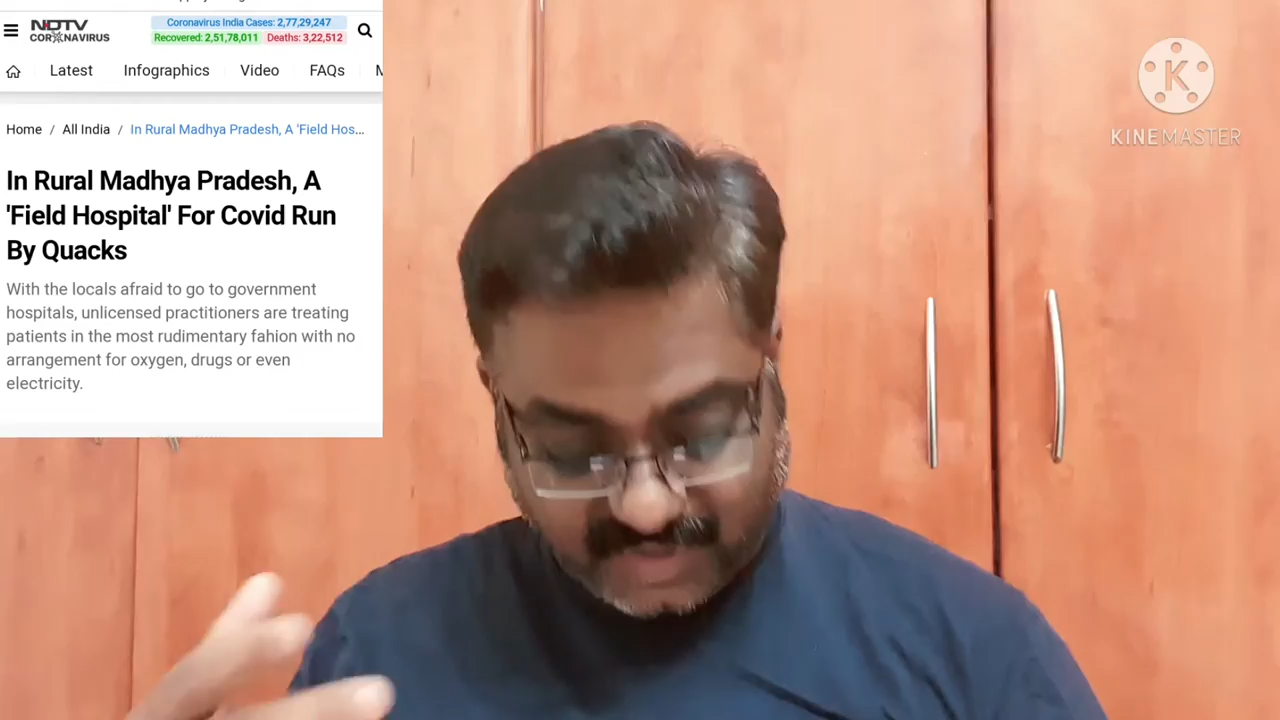 NDTV
CORONAVIRUS
Coronavirus India Cases: 2,77,29,247
Recovered: 2,51,78,011 Deaths: 3,22,512
Latest Infographics Video FAQs
Home / All India / In Rural Madhya Pradesh, A 'Field Hos...
In Rural Madhya Pradesh, A
'Field Hospital' For Covid Run
By Quacks
With the locals afraid to go to government
hospitals, unlicensed practitioners are treating
patients in the most rudimentary fahion with no
arrangement for oxygen, drugs or even
electricity.
K
KINEMASTER